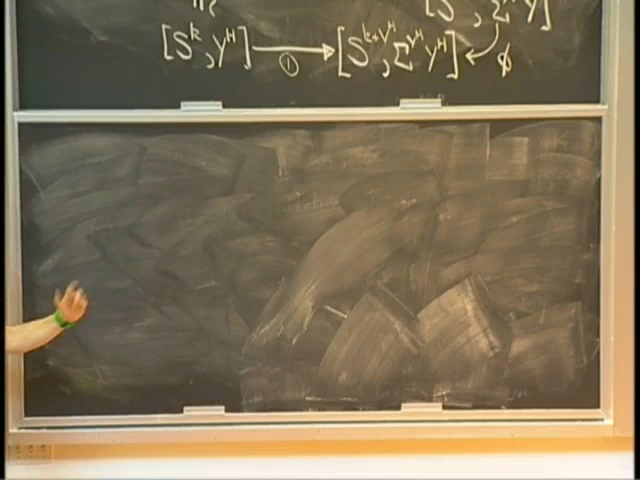 [S , Σ Y]
[S^k, Y^H] ⟶ [S^{k+V^H}, Σ^{V^H} Y^H] ↩ φ
①